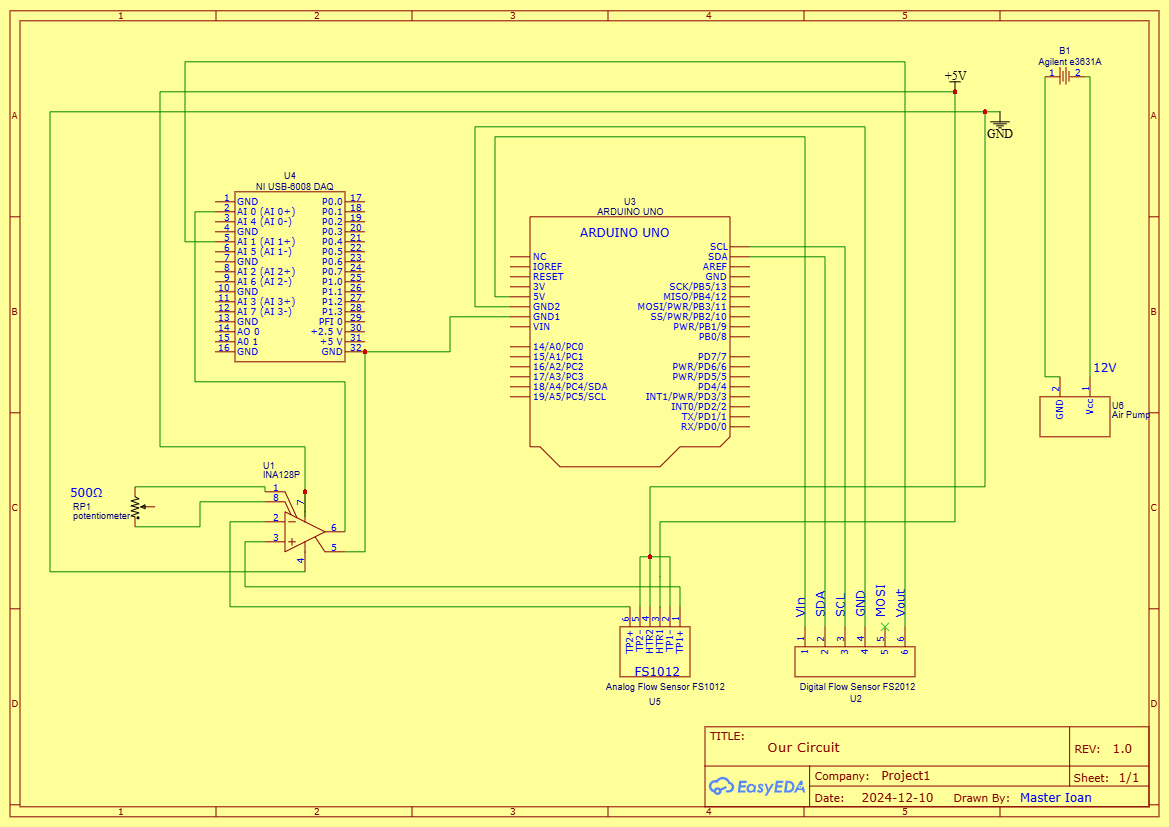 1 2 3 4 5
B1
Agilent e3631A
1 2
+5V
GND
A A
U4
NI USB-6008 DAQ
1 GND P0.0 17
2 AI 0 (AI 0+) P0.1 18
3 AI 4 (AI 0-) P0.2 19
4 GND P0.3 20
5 AI 1 (AI 1+) P0.4 21
6 AI 5 (AI 1-) P0.5 22
7 GND P0.6 23
8 AI 2 (AI 2+) P0.7 24
9 AI 6 (AI 2-) P1.0 25
10 GND P1.1 26
11 AI 3 (AI 3+) P1.2 27
12 AI 7 (AI 3-) P1.3 28
13 GND PFI 0 29
14 AO 0 +2.5 V 30
15 AO 1 +5 V 31
16 GND GND 32
U3
ARDUINO UNO
ARDUINO UNO
NC
IOREF
RESET
3V
5V
GND2
GND1
VIN
14/A0/PC0
15/A1/PC1
16/A2/PC2
17/A3/PC3
18/A4/PC4/SDA
19/A5/PC5/SCL
SCL
SDA
AREF
GND
SCK/PB5/13
MISO/PB4/12
MOSI/PWR/PB3/11
SS/PWR/PB2/10
PWR/PB1/9
PB0/8
PD7/7
PWR/PD6/6
PWR/PD5/5
PD4/4
INT1/PWR/PD3/3
INT0/PD2/2
TX/PD1/1
RX/PD0/0
B B
12V
2 1
GND Vcc
U6
Air Pump
U1
INA128P
1
8
7
2
3
6
5
4
500Ω
RP1
potentiometer
C C
6 5 4 3 2 1
TP2+ TP2- HTR2 HTR1 TP1- TP1+
FS1012
Analog Flow Sensor FS1012
U5
Vin SDA SCL GND MOSI Vout
1 2 3 4 5 6
1 2 3 4 5 6
Digital Flow Sensor FS2012
U2
D D
TITLE:
Our Circuit
REV: 1.0
EasyEDA
Company: Project1
Sheet: 1/1
Date: 2024-12-10 Drawn By: Master Ioan
1 2 3 4 5